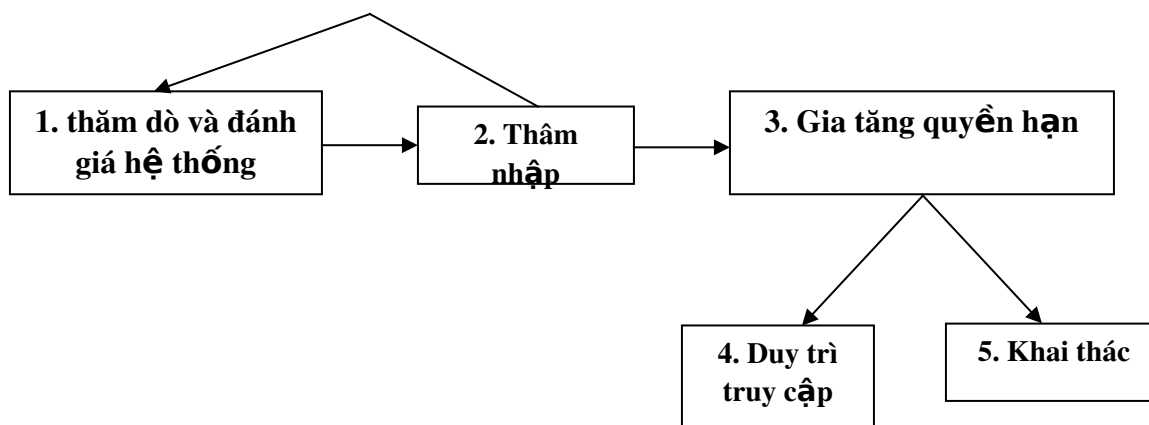 1. thăm dò và đánh
giá hệ thống
2. Thâm
nhập
3. Gia tăng quyền hạn
4. Duy trì
truy cập
5. Khai thác